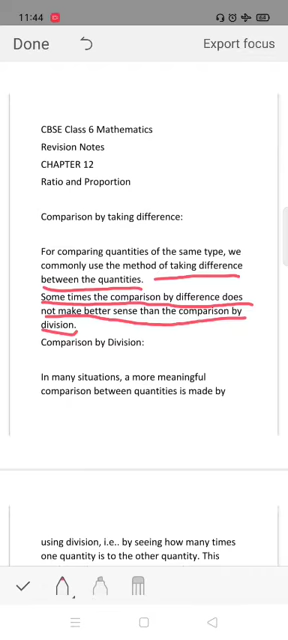 11:44
Done
Export focus
CBSE Class 6 Mathematics
Revision Notes
CHAPTER 12
Ratio and Proportion
Comparison by taking difference:
For comparing quantities of the same type, we
commonly use the method of taking difference
between the quantities.
Some times the comparison by difference does
not make better sense than the comparison by
division.
Comparison by Division:
In many situations, a more meaningful
comparison between quantities is made by
using division, i.e.. by seeing how many times
one quantity is to the other quantity. This